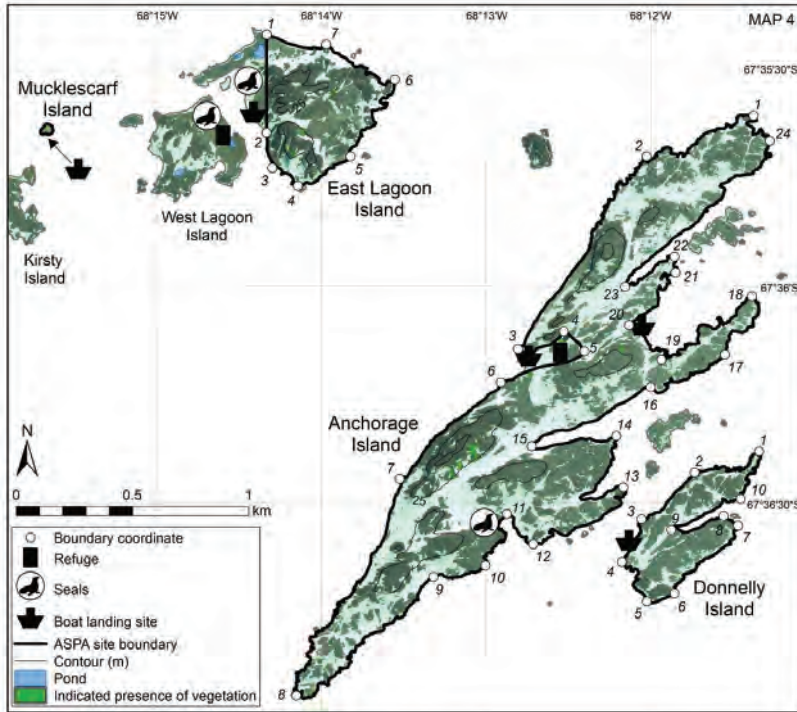 68°15'W 68°14'W 68°13'W 68°12'W
MAP 4
67°35'30"S
Mucklescarf
Island
Kirsty
Island
West Lagoon
Island
East Lagoon
Island
1
7
6
2
3
4
5
1
24
2
22
21
23
67°36'S
18
20
19
4
3
5
17
6
16
Anchorage
Island
15
14
7
13
25
11
12
10
9
8
1
2
10
67°36'30"S
3
9
8
7
4
5
6
Donnelly
Island
N
0 0.5 1
km
Boundary coordinate
Refuge
Seals
Boat landing site
ASPA site boundary
Contour (m)
Pond
Indicated presence of vegetation